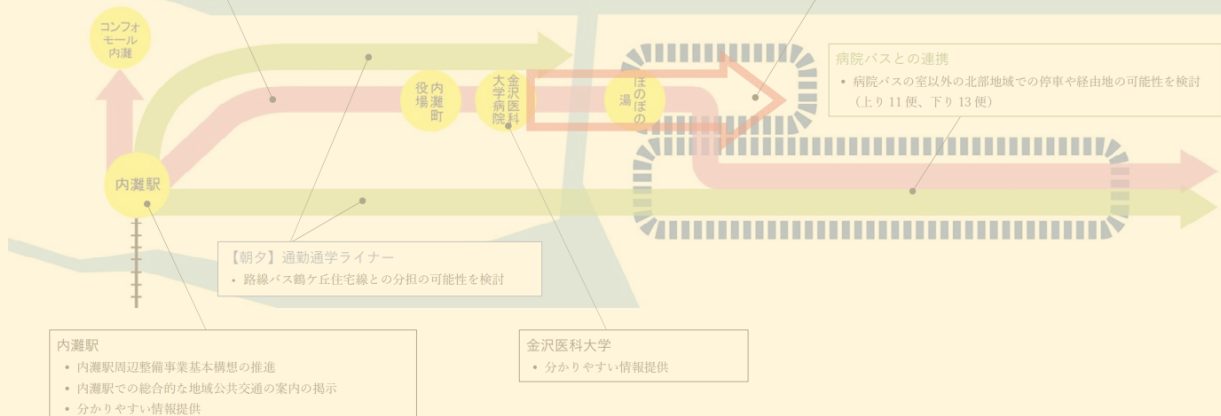 コンフォ
モール
内灘
病院バスとの連携
• 病院バスの室以外の北部地域での停車や経由地の可能性を検討
（上り 11 便、下り 13 便）
内灘町
役場
金沢医科
大学病院
ほのぼの
湯
内灘駅
【朝夕】通勤通学ライナー
• 路線バス鶴ケ丘住宅線との分担の可能性を検討
内灘駅
• 内灘駅周辺整備事業基本構想の推進
• 内灘駅での総合的な地域公共交通の案内の掲示
• 分かりやすい情報提供
金沢医科大学
• 分かりやすい情報提供